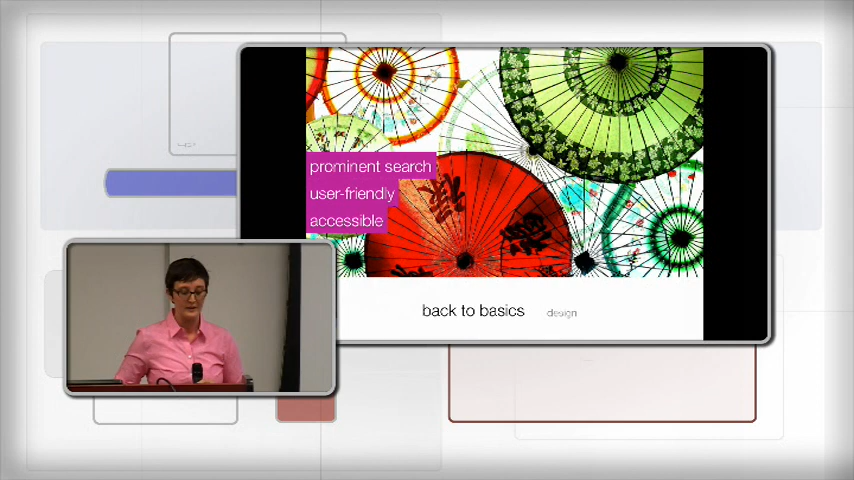 prominent search
user-friendly
accessible
back to basics design